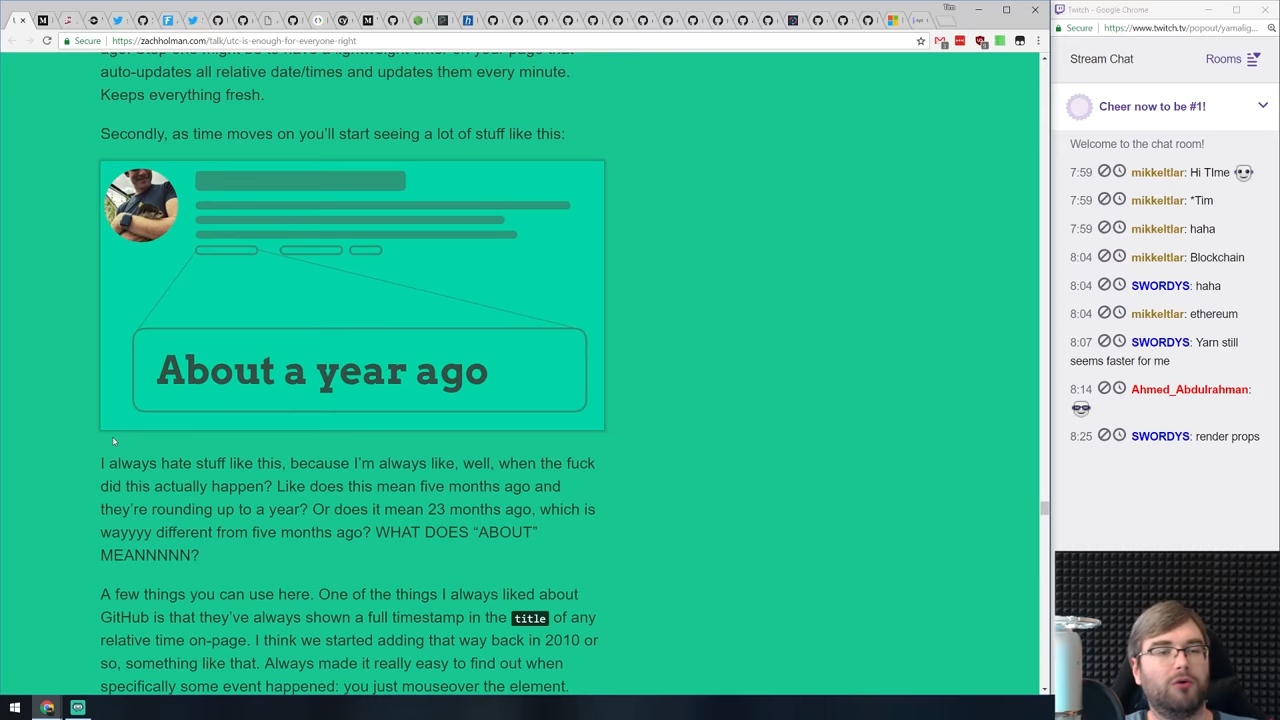 Tim
Secure
https://zachholman.com/talk/utc-is-enough-for-everyone-right
auto-updates all relative date/times and updates them every minute.
Keeps everything fresh.
Secondly, as time moves on you’ll start seeing a lot of stuff like this:
About a year ago
I always hate stuff like this, because I’m always like, well, when the fuck
did this actually happen? Like does this mean five months ago and
they’re rounding up to a year? Or does it mean 23 months ago, which is
wayyyy different from five months ago? WHAT DOES “ABOUT”
MEANNNNN?
A few things you can use here. One of the things I always liked about
GitHub is that they’ve always shown a full timestamp in the title of any
relative time on-page. I think we started adding that way back in 2010 or
so, something like that. Always made it really easy to find out when
specifically some event happened: you just mouseover the element.
Twitch - Google Chrome
Secure
https://www.twitch.tv/popout/yamalig...
Stream Chat
Rooms
Cheer now to be #1!
Welcome to the chat room!
7:59 mikkeltlar: Hi TIme
7:59 mikkeltlar: *Tim
7:59 mikkeltlar: haha
8:04 mikkeltlar: Blockchain
8:04 SWORDYS: haha
8:04 mikkeltlar: ethereum
8:07 SWORDYS: Yarn still
seems faster for me
8:14 Ahmed_Abdulrahman:
8:25 SWORDYS: render props